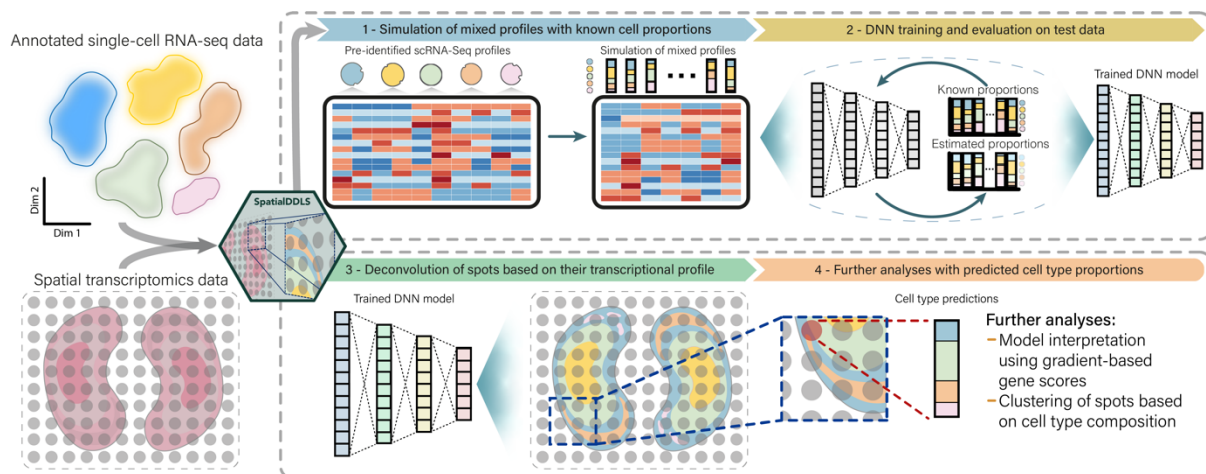 Annotated single-cell RNA-seq data
Dim 2
Dim 1
Spatial transcriptomics data
SpatialDDLS
1 - Simulation of mixed profiles with known cell proportions
Pre-identified scRNA-Seq profiles
Simulation of mixed profiles
2 - DNN training and evaluation on test data
Known proportions
Estimated proportions
Trained DNN model
3 - Deconvolution of spots based on their transcriptional profile
Trained DNN model
4 - Further analyses with predicted cell type proportions
Cell type predictions
Further analyses:
Model interpretation
using gradient-based
gene scores
Clustering of spots based
on cell type composition